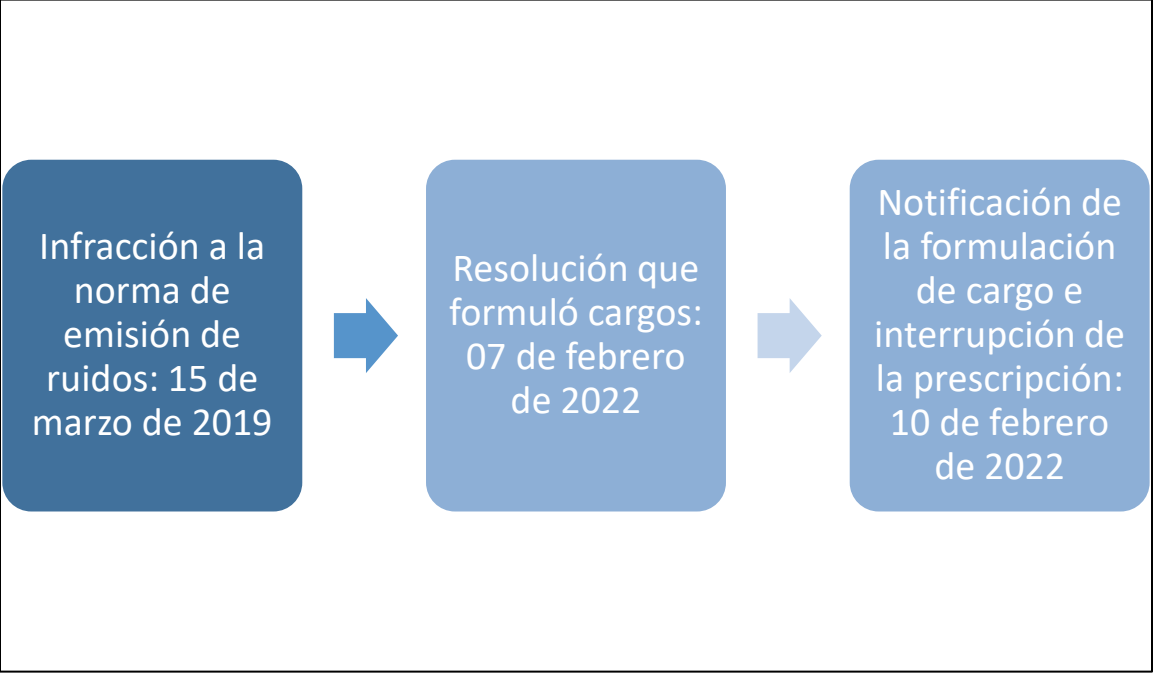 Infracción a la
norma de
emisión de
ruidos: 15 de
marzo de 2019
Resolución que
formuló cargos:
07 de febrero
de 2022
Notificación de
la formulación
de cargo e
interrupción de
la prescripción:
10 de febrero
de 2022